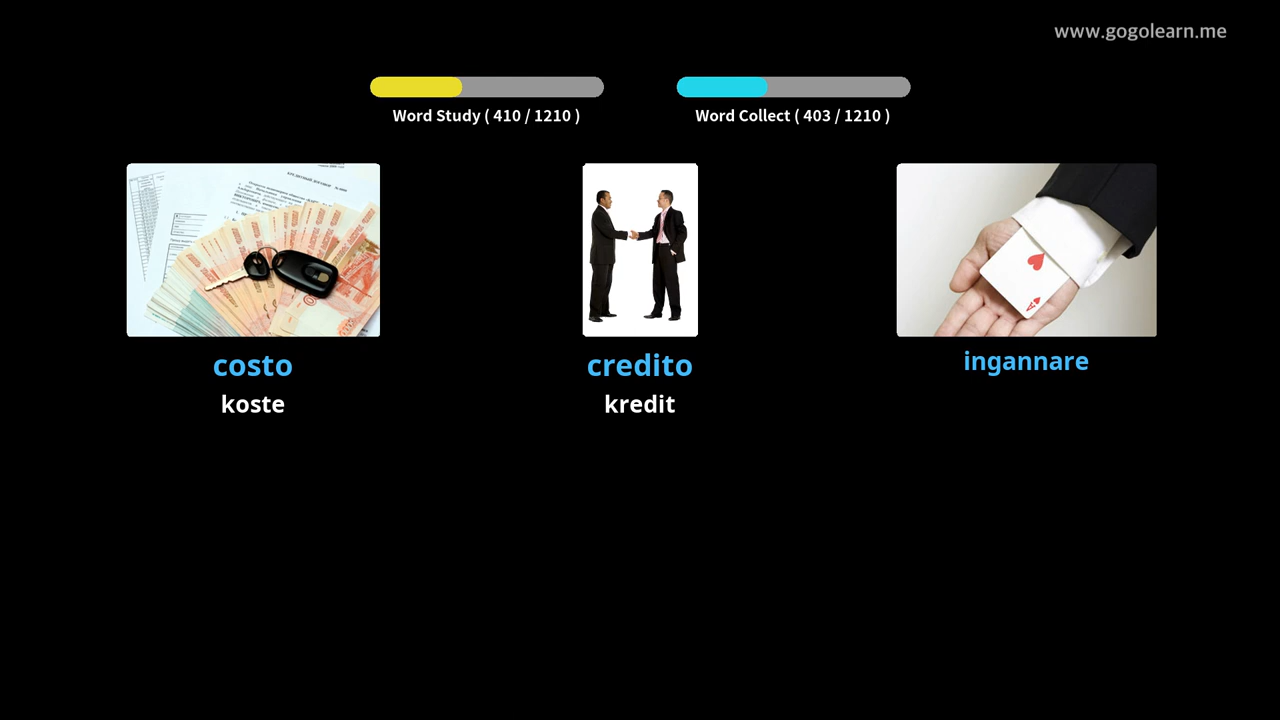 www.gogolearn.me
Word Study ( 410 / 1210 )
Word Collect ( 403 / 1210 )
costo
credito
ingannare
koste
kredit